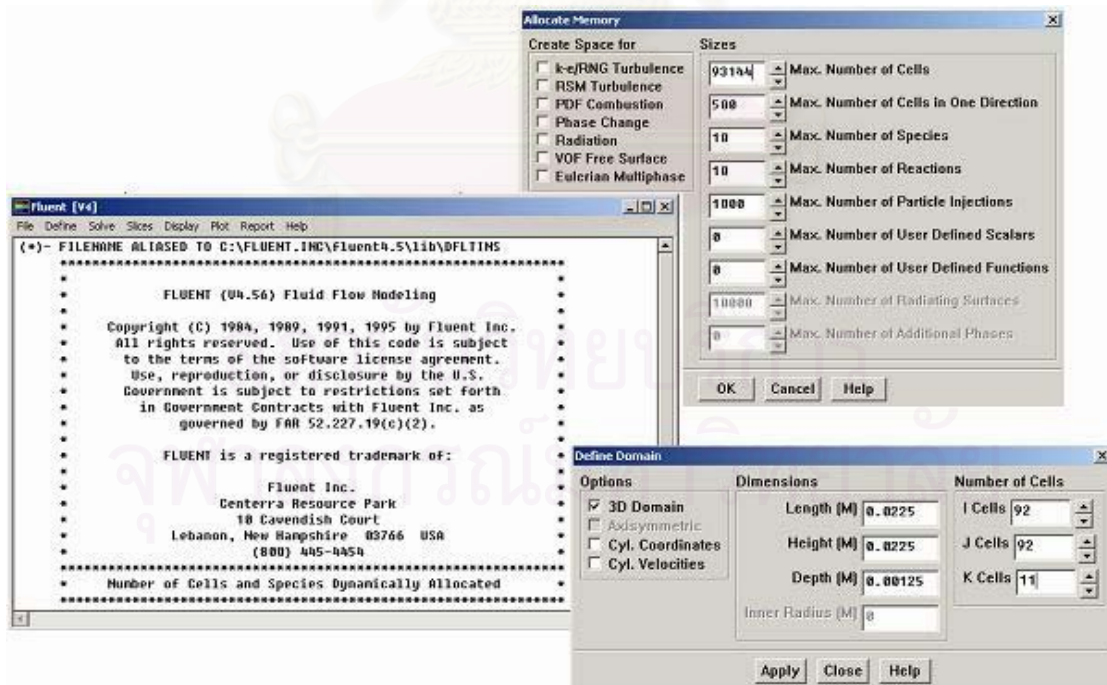 Allocate Memory
Create Space for
k-e/RNG Turbulence
RSM Turbulence
PDF Combustion
Phase Change
Radiation
VOF Free Surface
Eulerian Multiphase
Sizes
93144 Max. Number of Cells
500 Max. Number of Cells in One Direction
10 Max. Number of Species
10 Max. Number of Reactions
1000 Max. Number of Particle Injections
0 Max. Number of User Defined Scalars
0 Max. Number of User Defined Functions
10000 Max. Number of Radiating Surfaces
0 Max. Number of Additional Phases
OK Cancel Help
Fluent [V4]
File Define Solve Slices Display Plot Report Help
(*)- FILENAME ALIASED TO C:\FLUENT.INC\fluent4.5\lib\DFLTINS
FLUENT (V4.56) Fluid Flow Modeling
Copyright (C) 1984, 1989, 1991, 1995 by Fluent Inc.
All rights reserved. Use of this code is subject
to the terms of the software license agreement.
Use, reproduction, or disclosure by the U.S.
Government is subject to restrictions set forth
in Government Contracts with Fluent Inc. as
governed by FAR 52.227.19(c)(2).
FLUENT is a registered trademark of:
Fluent Inc.
Centerra Resource Park
10 Cavendish Court
Lebanon, New Hampshire 03766 USA
(800) 445-4454
Number of Cells and Species Dynamically Allocated
Define Domain
Options
3D Domain
Axisymmetric
Cyl. Coordinates
Cyl. Velocities
Dimensions
Length (M) 0.0225
Height (M) 0.0225
Depth (M) 0.00125
Inner Radius (M) 0
Number of Cells
I Cells 92
J Cells 92
K Cells 11
Apply Close Help